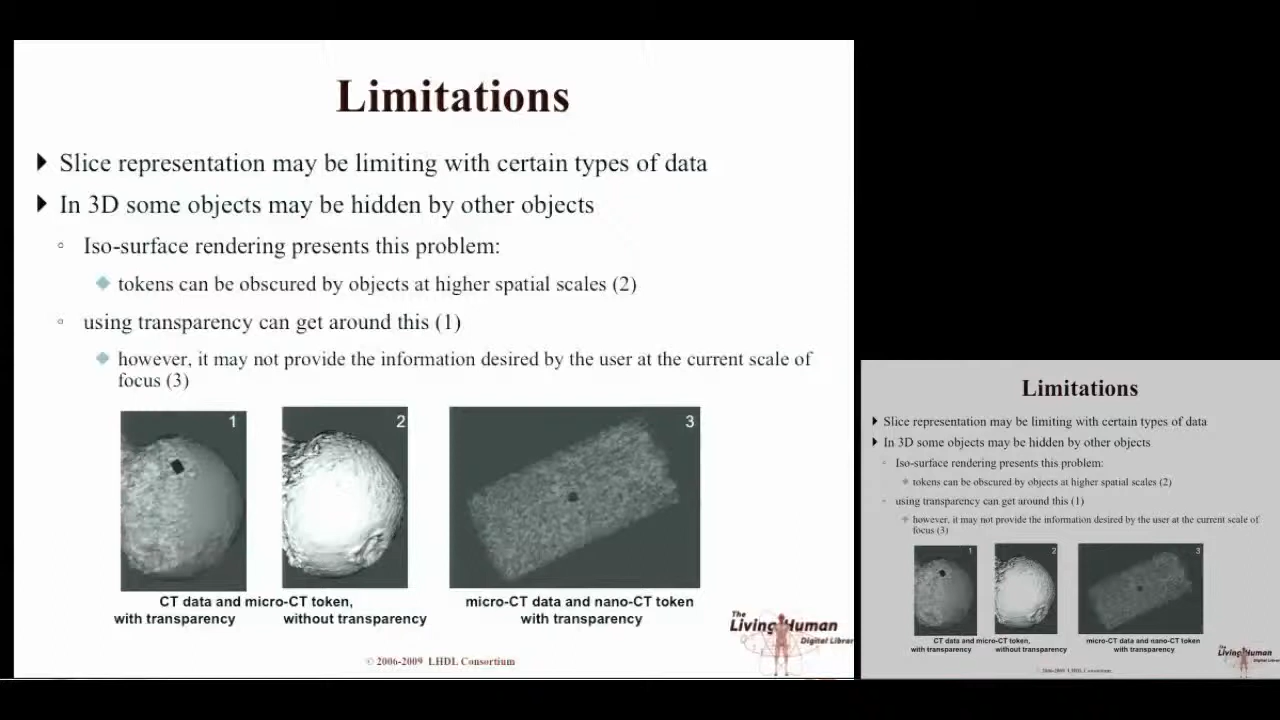 Limitations
Slice representation may be limiting with certain types of data
In 3D some objects may be hidden by other objects
Iso-surface rendering presents this problem:
tokens can be obscured by objects at higher spatial scales (2)
using transparency can get around this (1)
however, it may not provide the information desired by the user at the current scale of
focus (3)
1
2
3
CT data and micro-CT token,
with transparency
without transparency
micro-CT data and nano-CT token
with transparency
The
Living Human
Digital Librar
© 2006-2009 LHDL Consortium
Limitations
Slice representation may be limiting with certain types of data
In 3D some objects may be hidden by other objects
Iso-surface rendering presents this problem:
tokens can be obscured by objects at higher spatial scales (2)
using transparency can get around this (1)
however, it may not provide the information desired by the user at the current scale of
focus (3)
1
2
3
CT data and micro-CT token,
with transparency
without transparency
micro-CT data and nano-CT token
with transparency
The
Living Human
Digital Librar
© 2006-2009 LHDL Consortium